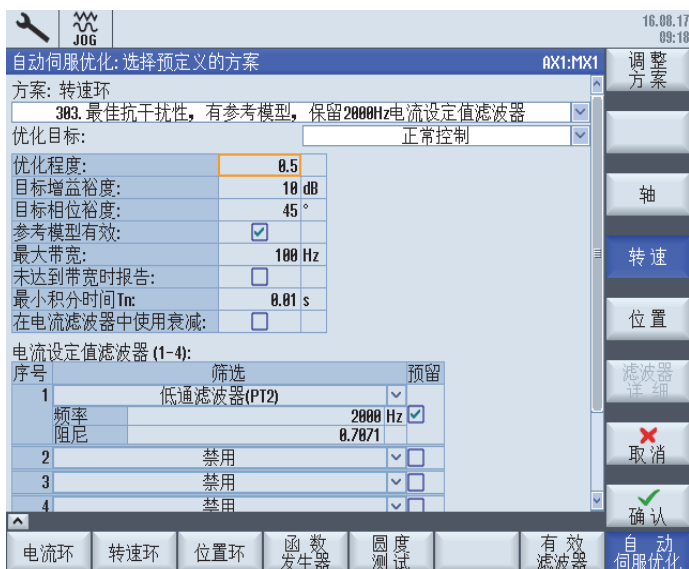 JOG
16.08.17
09:18
自动伺服优化: 选择预定义的方案 AX1:MX1
方案: 转速环
303. 最佳抗干扰性, 有参考模型, 保留2000Hz电流设定值滤波器
优化目标: 正常控制
优化程度: 0.5
目标增益裕度: 10 dB
目标相位裕度: 45 °
参考模型有效:
最大带宽: 100 Hz
未达到带宽时报告:
最小积分时间Tn: 0.01 s
在电流滤波器中使用衰减:
电流设定值滤波器 (1-4):
序号 筛选 预留
1 低通滤波器(PT2)
频率 2000 Hz
阻尼 0.7071
2 禁用
3 禁用
4 禁用
调整
方案
轴
转速
位置
滤波器
详细
取消
确认
电流环
转速环
位置环
函数
发生器
圆度
测试
有效
滤波器
自动
伺服优化